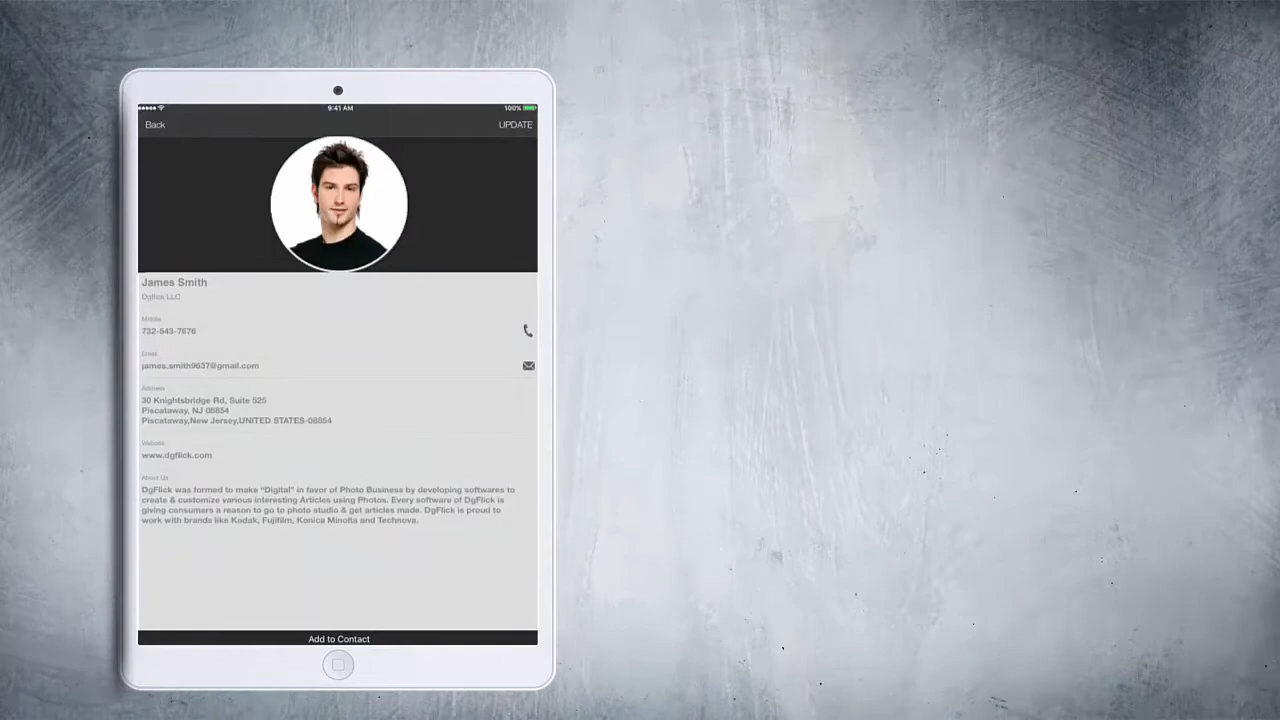 9:41 AM
100%
Back
UPDATE
James Smith
Dgflick LLC
Mobile
732-543-7676
Email
james.smith9637@gmail.com
Address
30 Knightsbridge Rd, Suite 525
Piscataway, NJ 08854
Piscataway,New Jersey,UNITED STATES-08854
Website
www.dgflick.com
About Us
DgFlick was formed to make “Digital” in favor of Photo Business by developing softwares to
create & customize various interesting Articles using Photos. Every software of DgFlick is
giving consumers a reason to go to photo studio & get articles made. DgFlick is proud to
work with brands like Kodak, Fujifilm, Konica Minolta and Technova.
Add to Contact